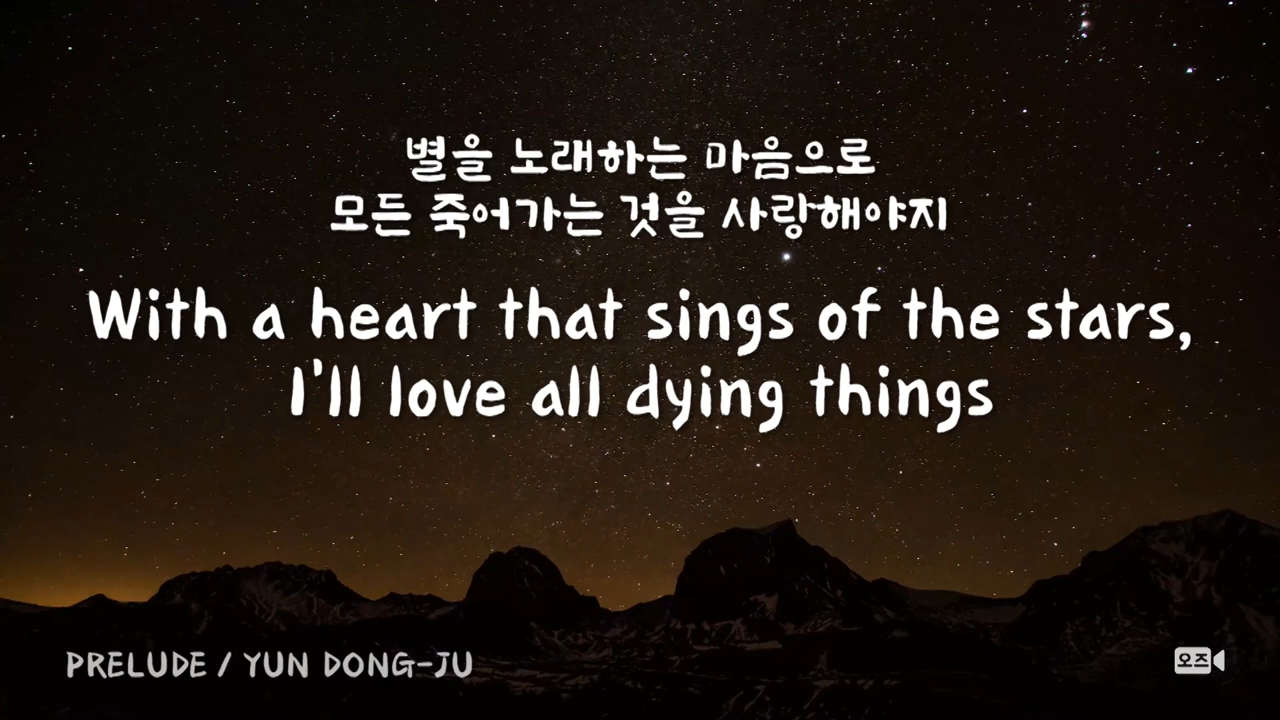 별을 노래하는 마음으로
모든 죽어가는 것을 사랑해야지
With a heart that sings of the stars,
I'll love all dying things
PRELUDE / YUN DONG-JU
오즈